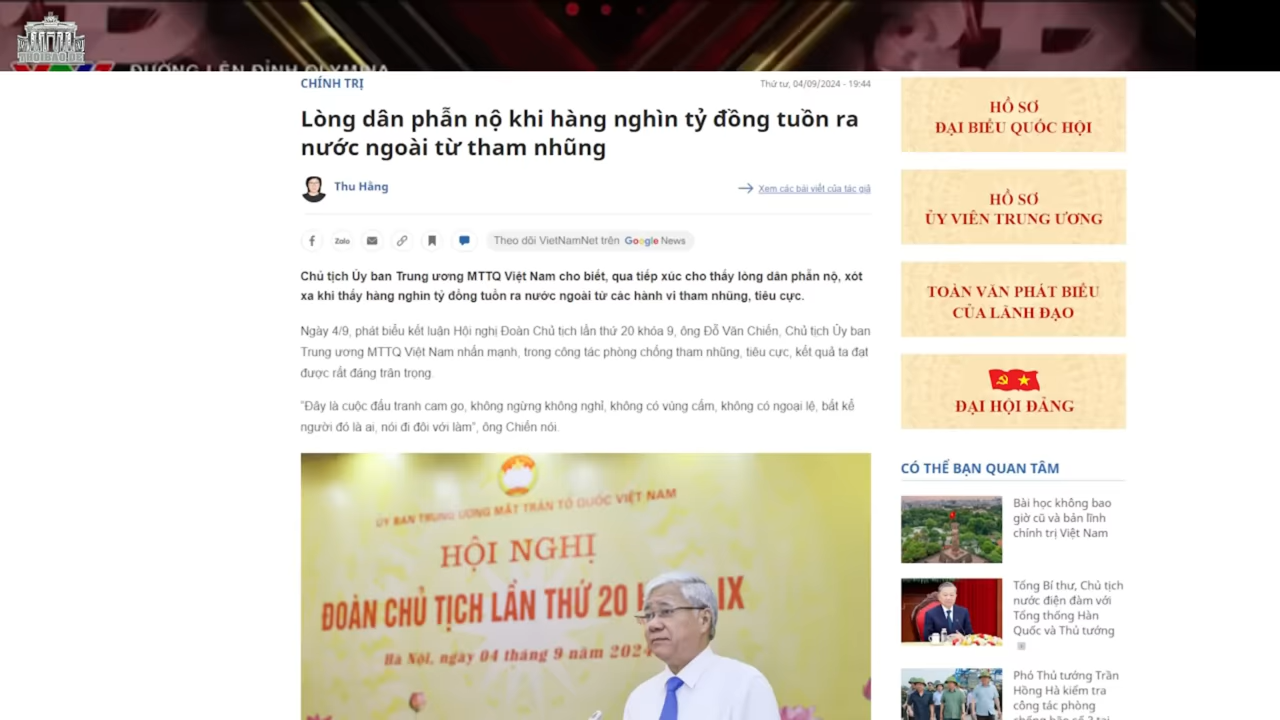 THOIBAO.DE
ĐƯỜNG LÊN ĐỈNH OLYMPIA
CHÍNH TRỊ
Thứ tư, 04/09/2024 - 19:44
Lòng dân phẫn nộ khi hàng nghìn tỷ đồng tuồn ra
nước ngoài từ tham nhũng
Thu Hằng
Xem các bài viết của tác giả
Zalo
Theo dõi VietNamNet trên Google News
Chủ tịch Ủy ban Trung ương MTTQ Việt Nam cho biết, qua tiếp xúc cho thấy lòng dân phẫn nộ, xót
xa khi thấy hàng nghìn tỷ đồng tuồn ra nước ngoài từ các hành vi tham nhũng, tiêu cực.
Ngày 4/9, phát biểu kết luận Hội nghị Đoàn Chủ tịch lần thứ 20 khóa 9, ông Đỗ Văn Chiến, Chủ tịch Ủy ban
Trung ương MTTQ Việt Nam nhấn mạnh, trong công tác phòng chống tham nhũng, tiêu cực, kết quả ta đạt
được rất đáng trân trọng.
"Đây là cuộc đấu tranh cam go, không ngừng không nghỉ, không có vùng cấm, không có ngoại lệ, bất kể
người đó là ai, nói đi đôi với làm", ông Chiến nói.
ỦY BAN TRUNG ƯƠNG MẶT TRẬN TỔ QUỐC VIỆT NAM
HỘI NGHỊ
ĐOÀN CHỦ TỊCH LẦN THỨ 20 IX
Hà Nội, ngày 04 tháng 9 năm 2024
HỒ SƠ
ĐẠI BIỂU QUỐC HỘI
HỒ SƠ
ỦY VIÊN TRUNG ƯƠNG
TOÀN VĂN PHÁT BIỂU
CỦA LÃNH ĐẠO
ĐẠI HỘI ĐẢNG
CÓ THỂ BẠN QUAN TÂM
Bài học không bao
giờ cũ và bản lĩnh
chính trị Việt Nam
Tổng Bí thư, Chủ tịch
nước điện đàm với
Tổng thống Hàn
Quốc và Thủ tướng
Phó Thủ tướng Trần
Hồng Hà kiểm tra
công tác phòng
chống bão số 3 tại